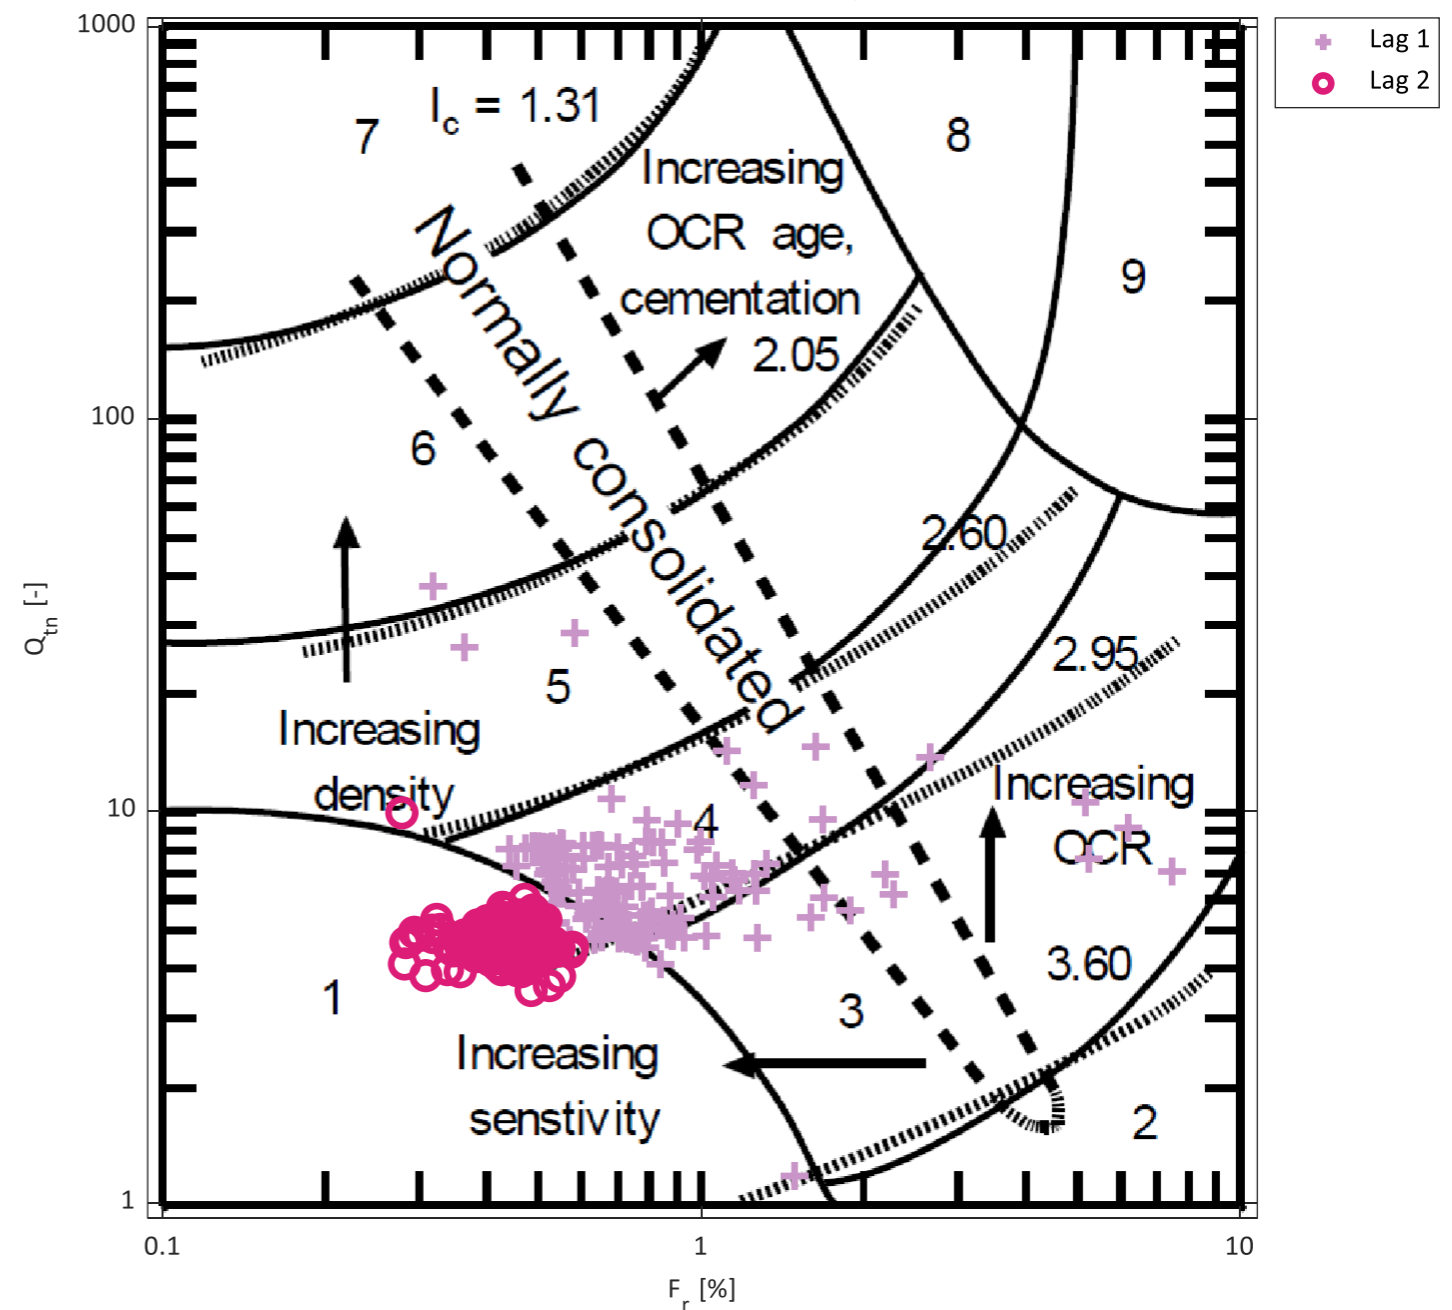 1000
100
10
1
Q_tn [-]
0.1
1
10
F_r [%]
Lag 1
Lag 2
7
I_c = 1.31
8
Increasing
OCR age,
cementation
2.05
9
Normally consolidated
6
2.60
5
2.95
Increasing
density
4
Increasing
OCR
1
3
3.60
Increasing
senstivity
2